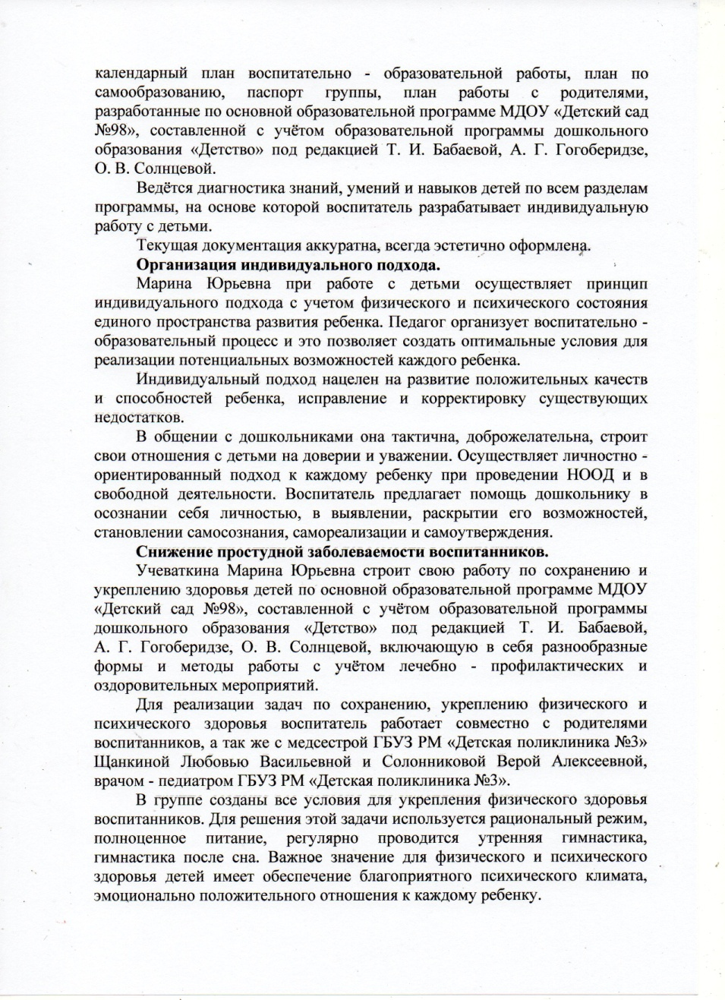 календарный план воспитательно - образовательной работы, план по
самообразованию, паспорт группы, план работы с родителями,
разработанные по основной образовательной программе МДОУ «Детский сад
№98», составленной с учётом образовательной программы дошкольного
образования «Детство» под редакцией Т. И. Бабаевой, А. Г. Гогоберидзе,
О. В. Солнцевой.
Ведётся диагностика знаний, умений и навыков детей по всем разделам
программы, на основе которой воспитатель разрабатывает индивидуальную
работу с детьми.
Текущая документация аккуратна, всегда эстетично оформлена.
Организация индивидуального подхода.
Марина Юрьевна при работе с детьми осуществляет принцип
индивидуального подхода с учетом физического и психического состояния
единого пространства развития ребенка. Педагог организует воспитательно -
образовательный процесс и это позволяет создать оптимальные условия для
реализации потенциальных возможностей каждого ребенка.
Индивидуальный подход нацелен на развитие положительных качеств
и способностей ребенка, исправление и корректировку существующих
недостатков.
В общении с дошкольниками она тактична, доброжелательна, строит
свои отношения с детьми на доверии и уважении. Осуществляет личностно -
ориентированный подход к каждому ребенку при проведении НООД и в
свободной деятельности. Воспитатель предлагает помощь дошкольнику в
осознании себя личностью, в выявлении, раскрытии его возможностей,
становлении самосознания, самореализации и самоутверждения.
Снижение простудной заболеваемости воспитанников.
Учеваткина Марина Юрьевна строит свою работу по сохранению и
укреплению здоровья детей по основной образовательной программе МДОУ
«Детский сад №98», составленной с учётом образовательной программы
дошкольного образования «Детство» под редакцией Т. И. Бабаевой,
А. Г. Гогоберидзе, О. В. Солнцевой, включающую в себя разнообразные
формы и методы работы с учётом лечебно - профилактических и
оздоровительных мероприятий.
Для реализации задач по сохранению, укреплению физического и
психического здоровья воспитатель работает совместно с родителями
воспитанников, а так же с медсестрой ГБУЗ РМ «Детская поликлиника №3»
Щанкиной Любовью Васильевной и Солонниковой Верой Алексеевной,
врачом - педиатром ГБУЗ РМ «Детская поликлиника №3».
В группе созданы все условия для укрепления физического здоровья
воспитанников. Для решения этой задачи используется рациональный режим,
полноценное питание, регулярно проводится утренняя гимнастика,
гимнастика после сна. Важное значение для физического и психического
здоровья детей имеет обеспечение благоприятного психического климата,
эмоционально положительного отношения к каждому ребенку.